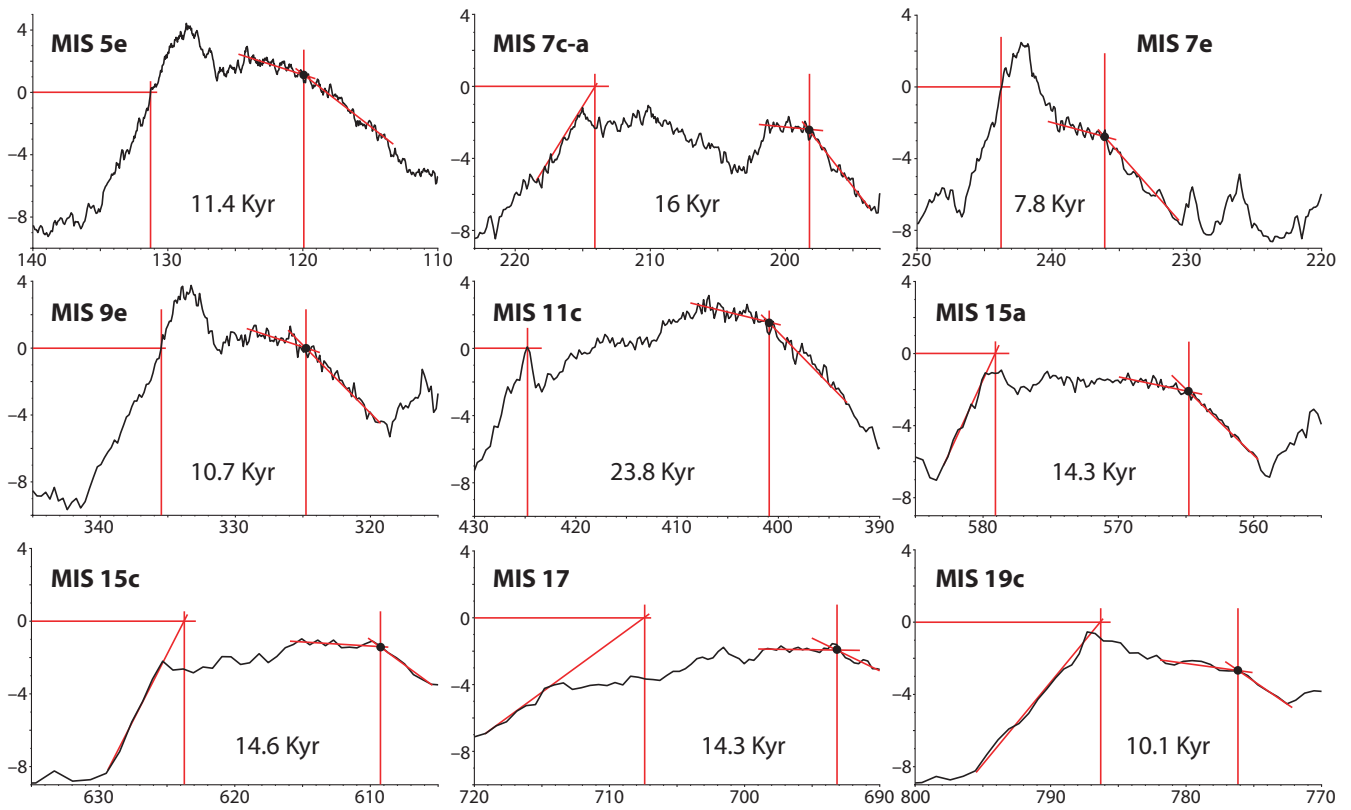 4
0
−4
−8
MIS 5e
11.4 Kyr
140 130 120 110
4
0
−4
−8
MIS 7c-a
16 Kyr
220 210 200
4
0
−4
−8
MIS 7e
7.8 Kyr
250 240 230 220
4
0
−4
−8
MIS 9e
10.7 Kyr
340 330 320
4
0
−4
−8
MIS 11c
23.8 Kyr
430 420 410 400 390
4
0
−4
−8
MIS 15a
14.3 Kyr
580 570 560
4
0
−4
−8
MIS 15c
14.6 Kyr
630 620 610
4
0
−4
−8
MIS 17
14.3 Kyr
720 710 700 690
4
0
−4
−8
MIS 19c
10.1 Kyr
800 790 780 770